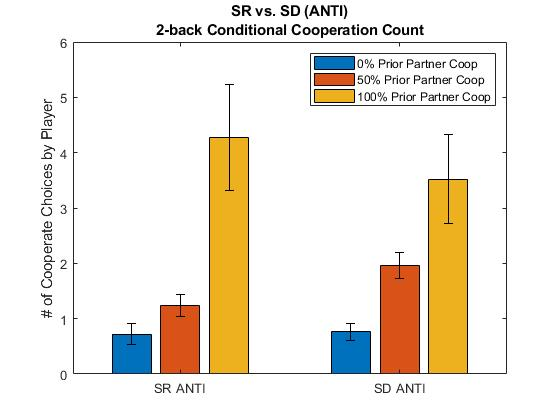 SR vs. SD (ANTI)
2-back Conditional Cooperation Count
6
0% Prior Partner Coop
50% Prior Partner Coop
100% Prior Partner Coop
5
4
3
2
1
0
# of Cooperate Choices by Player
SR ANTI
SD ANTI